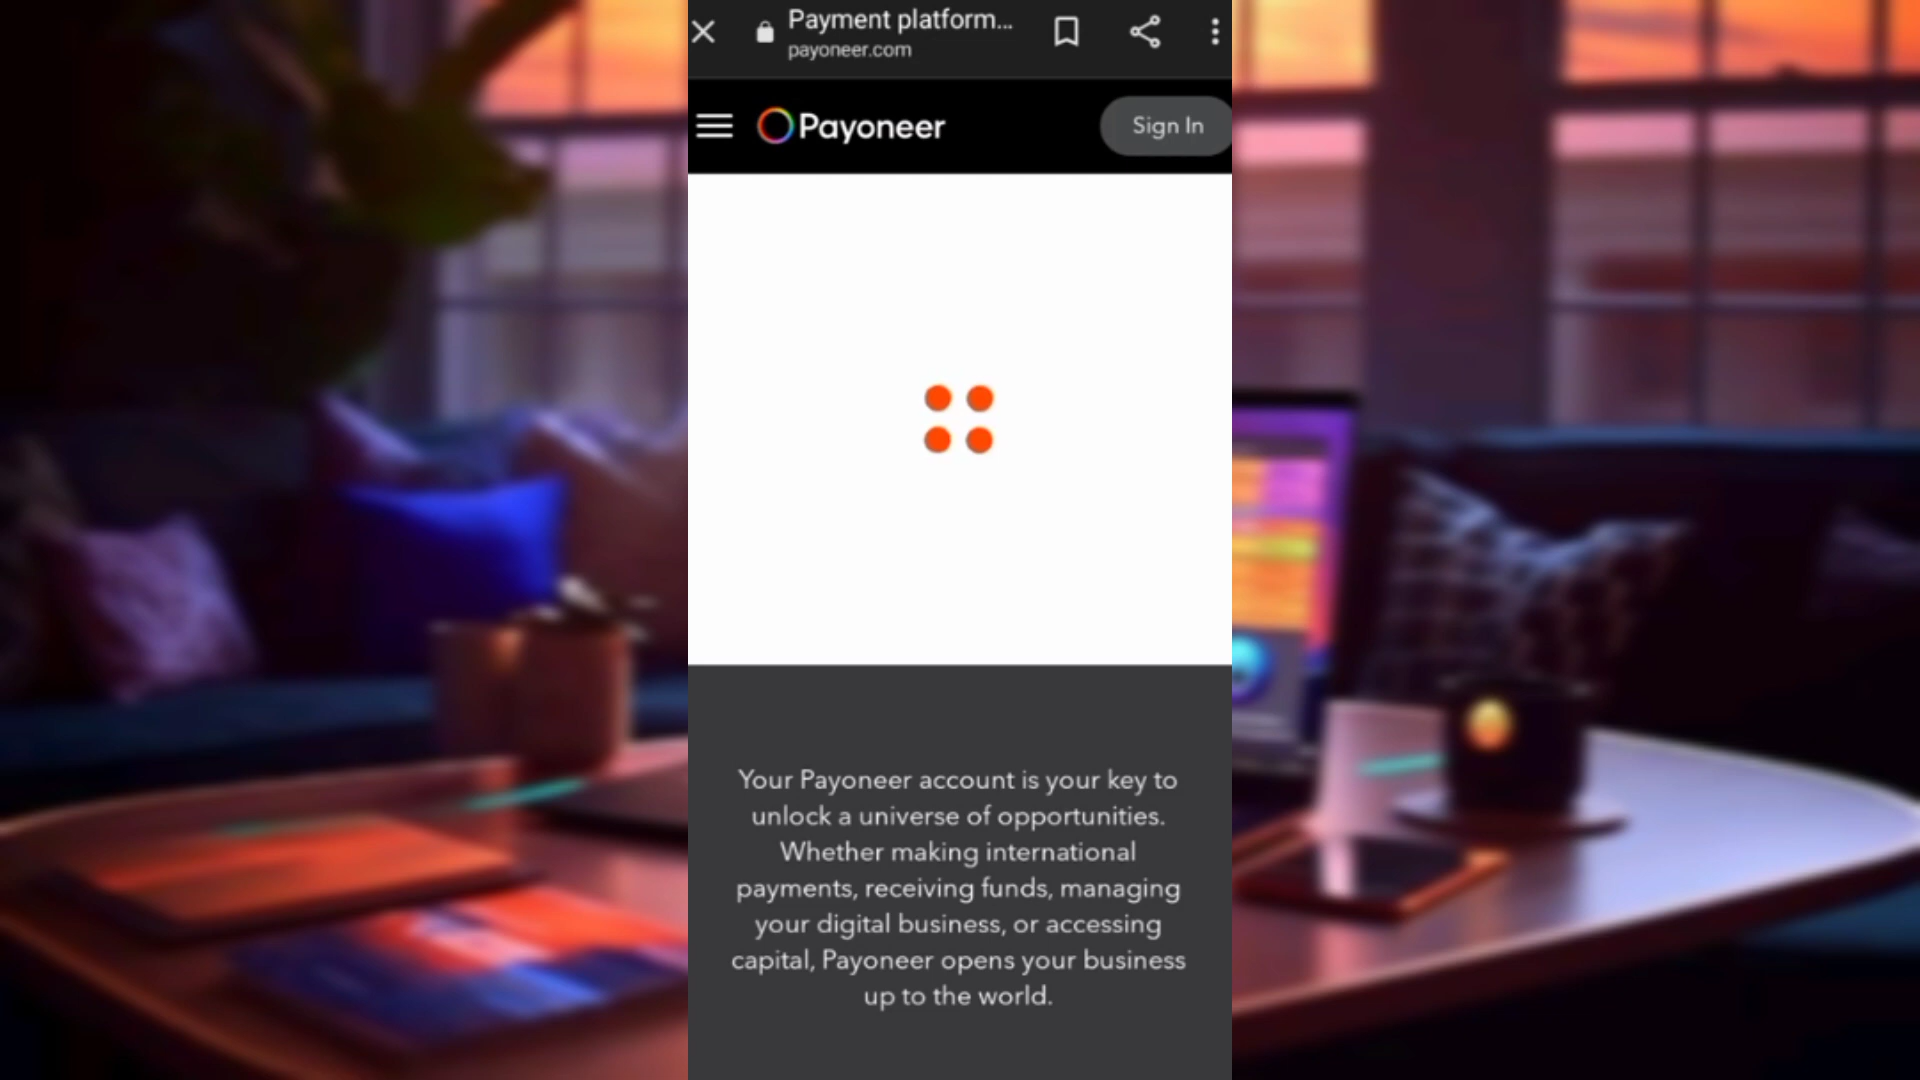 Payment platform...
payoneer.com
Payoneer
Sign In
Your Payoneer account is your key to
unlock a universe of opportunities.
Whether making international
payments, receiving funds, managing
your digital business, or accessing
capital, Payoneer opens your business
up to the world.